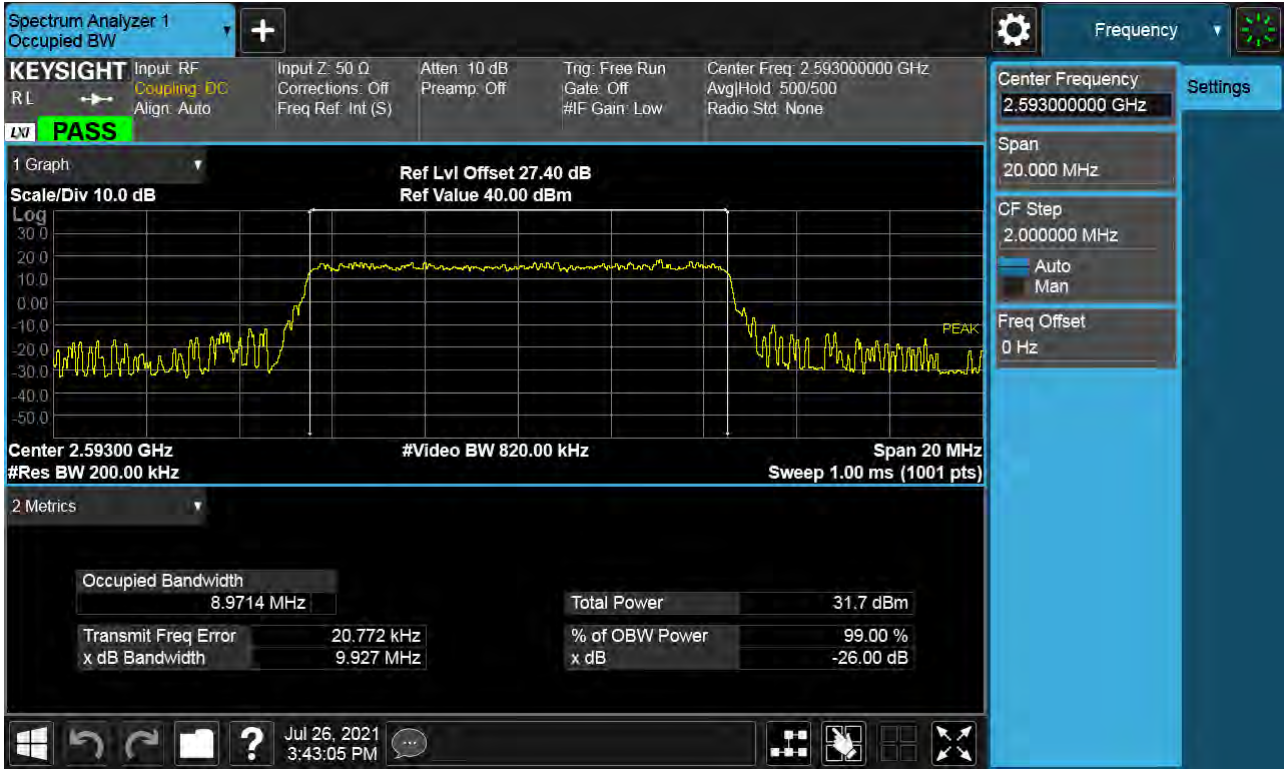 Spectrum Analyzer 1
Occupied BW
+
Frequency
KEYSIGHT
RL
LXI
PASS
Input: RF
Coupling: DC
Align: Auto
Input Z: 50 Ω
Corrections: Off
Freq Ref: Int (S)
Atten: 10 dB
Preamp: Off
Trig: Free Run
Gate: Off
#IF Gain: Low
Center Freq: 2.593000000 GHz
Avg|Hold: 500/500
Radio Std: None
1 Graph
Scale/Div 10.0 dB
Ref Lvl Offset 27.40 dB
Ref Value 40.00 dBm
Log
30.0
20.0
10.0
0.00
-10.0
-20.0
-30.0
-40.0
-50.0
PEAK
Center 2.59300 GHz
#Video BW 820.00 kHz
Span 20 MHz
#Res BW 200.00 kHz
Sweep 1.00 ms (1001 pts)
2 Metrics
Occupied Bandwidth
8.9714 MHz
Transmit Freq Error 20.772 kHz
x dB Bandwidth 9.927 MHz
Total Power 31.7 dBm
% of OBW Power 99.00 %
x dB -26.00 dB
Center Frequency
2.593000000 GHz
Settings
Span
20.000 MHz
CF Step
2.000000 MHz
Auto
Man
Freq Offset
0 Hz
?
Jul 26, 2021
3:43:05 PM